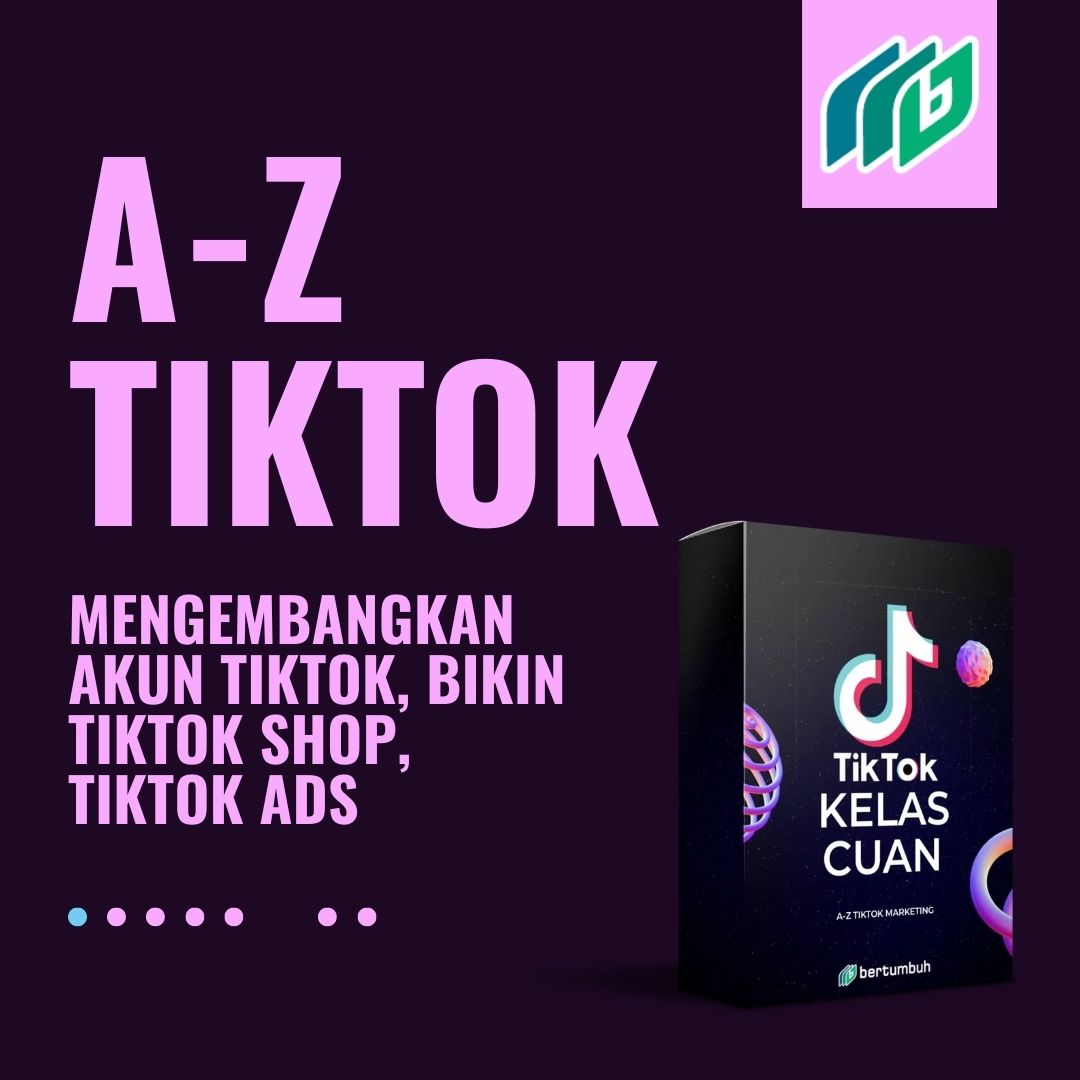 A-Z
TIKTOK
MENGEMBANGKAN
AKUN TIKTOK, BIKIN
TIKTOK SHOP,
TIKTOK ADS
TikTok
KELAS
CUAN
A-Z TIKTOK MARKETING
bertumbuh